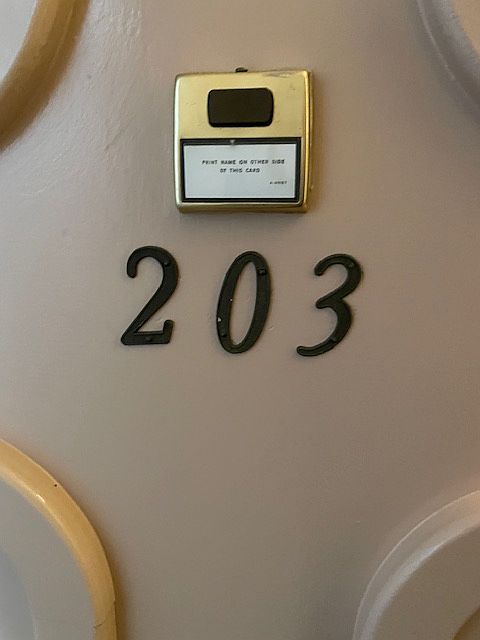 PRINT NAME ON OTHER SIDE
OF THIS CARD
203